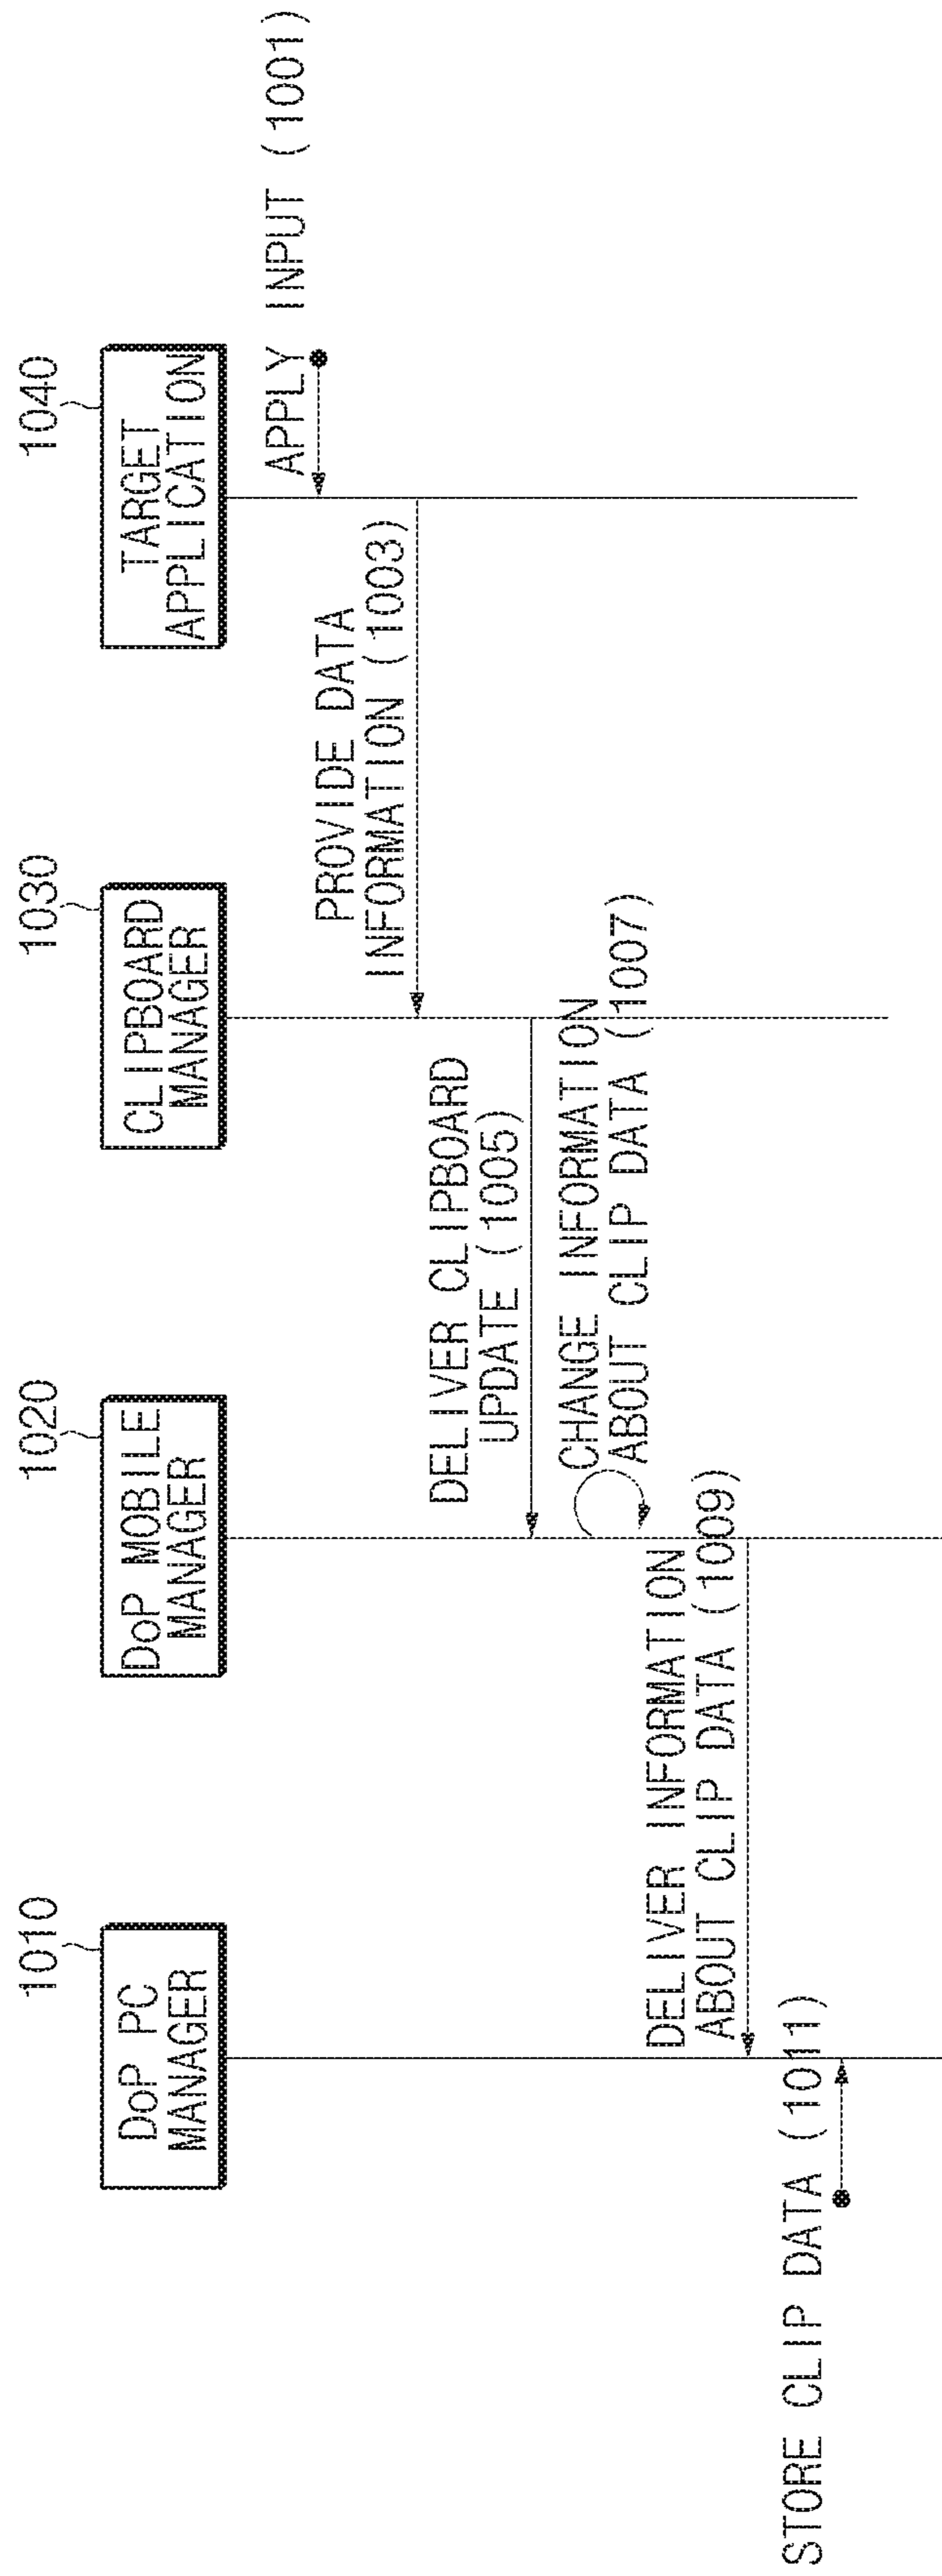 1010
1020
1030
1040
DoP PC
MANAGER
DoP MOBILE
MANAGER
CLIPBOARD
MANAGER
TARGET
APPLICATION
APPLY INPUT (1001)
PROVIDE DATA
INFORMATION (1003)
DELIVER CLIPBOARD
UPDATE (1005)
CHANGE INFORMATION
ABOUT CLIP DATA (1007)
DELIVER INFORMATION
ABOUT CLIP DATA (1009)
STORE CLIP DATA (1011)